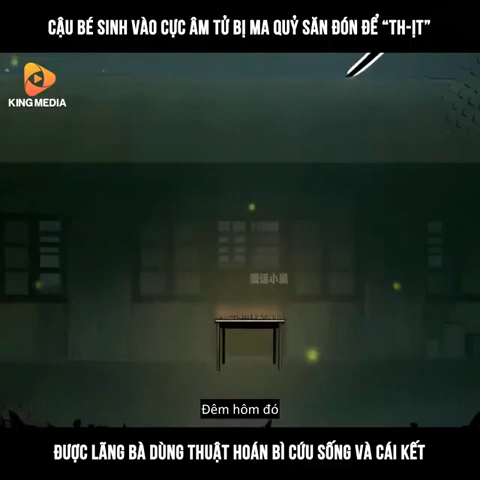 CẬU BÉ SINH VÀO CỰC ÂM TỬ BỊ MA QUỶ SĂN ĐÓN ĐỂ “TH-ỊT”
KING MEDIA
Đêm hôm đó
ĐƯỢC LÃNG BÀ DÙNG THUẬT HOÁN BÌ CỨU SỐNG VÀ CÁI KẾT